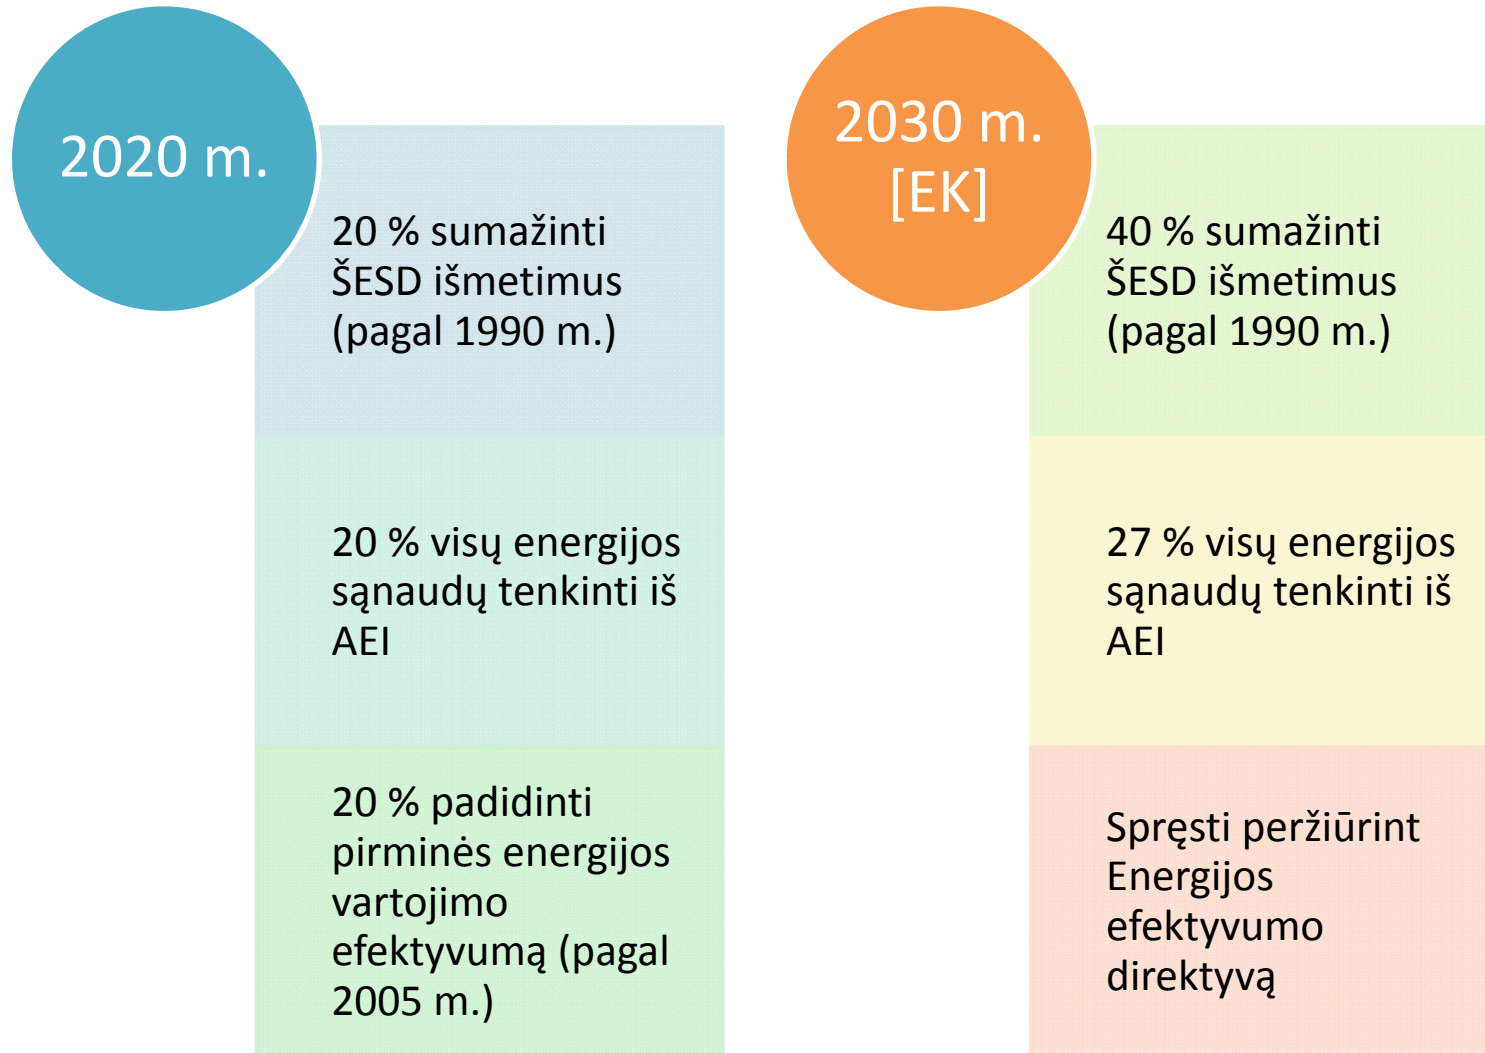 2020 m.
20 % sumažinti
ŠESD išmetimus
(pagal 1990 m.)
20 % visų energijos
sąnaudų tenkinti iš
AEI
20 % padidinti
pirminės energijos
vartojimo
efektyvumą (pagal
2005 m.)
2030 m.
[EK]
40 % sumažinti
ŠESD išmetimus
(pagal 1990 m.)
27 % visų energijos
sąnaudų tenkinti iš
AEI
Spręsti peržiūrint
Energijos
efektyvumo
direktyvą